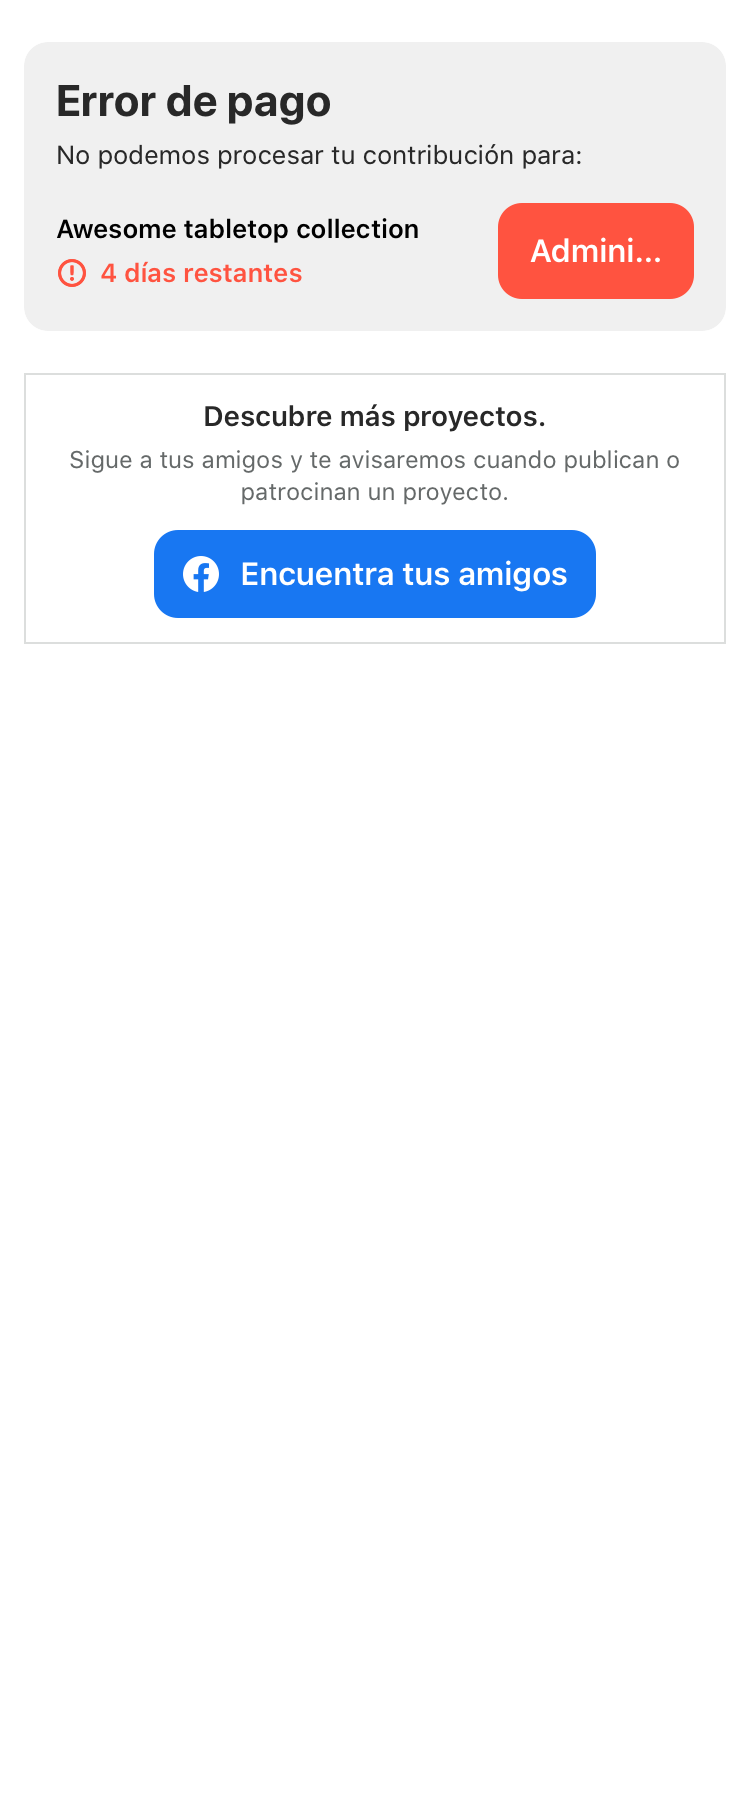 Error de pago
No podemos procesar tu contribución para:
Awesome tabletop collection
4 días restantes
Admini...
Descubre más proyectos.
Sigue a tus amigos y te avisaremos cuando publican o
patrocinan un proyecto.
Encuentra tus amigos